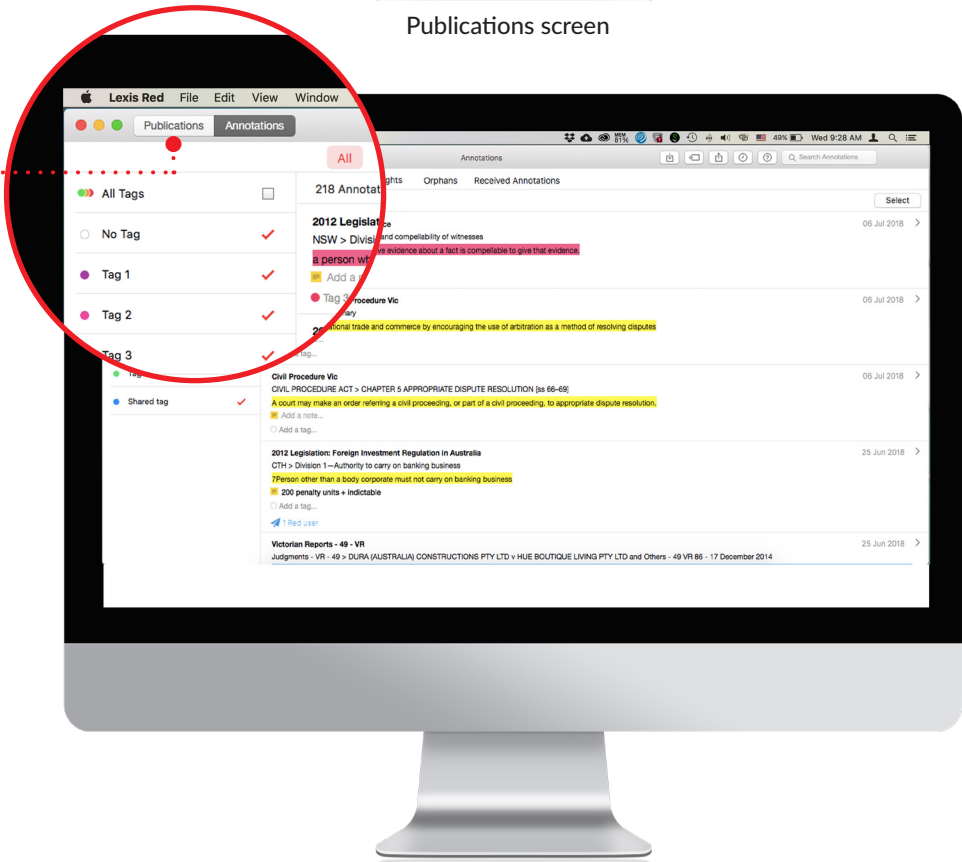 Publications screen
Lexis Red File Edit View Window
Publications Annotations
MEM 81% 49% Wed 9:28 AM
Annotations
Search Annotations
All
ghts Orphans Received Annotations
218 Annotat
Select
All Tags
No Tag
Tag 1
Tag 2
Tag 3
Shared tag
2012 Legislat
ce
06 Jul 2018
NSW > Divisi
and compellability of witnesses
a person wh
ve evidence about a fact is compellable to give that evidence.
Add a
Tag 3
rocedure Vic
06 Jul 2018
ary
20
ational trade and commerce by encouraging the use of arbitration as a method of resolving disputes
a tag...
Civil Procedure Vic
06 Jul 2018
CIVIL PROCEDURE ACT > CHAPTER 5 APPROPRIATE DISPUTE RESOLUTION [ss 66–69]
A court may make an order referring a civil proceeding, or part of a civil proceeding, to appropriate dispute resolution.
Add a note...
Add a tag...
2012 Legislation: Foreign Investment Regulation in Australia
25 Jun 2018
CTH > Division 1—Authority to carry on banking business
7Person other than a body corporate must not carry on banking business
200 penalty units + indictable
Add a tag...
1 Red user
Victorian Reports - 49 - VR
25 Jun 2018
Judgments - VR - 49 > DURA (AUSTRALIA) CONSTRUCTIONS PTY LTD v HUE BOUTIQUE LIVING PTY LTD and Others - 49 VR 86 - 17 December 2014